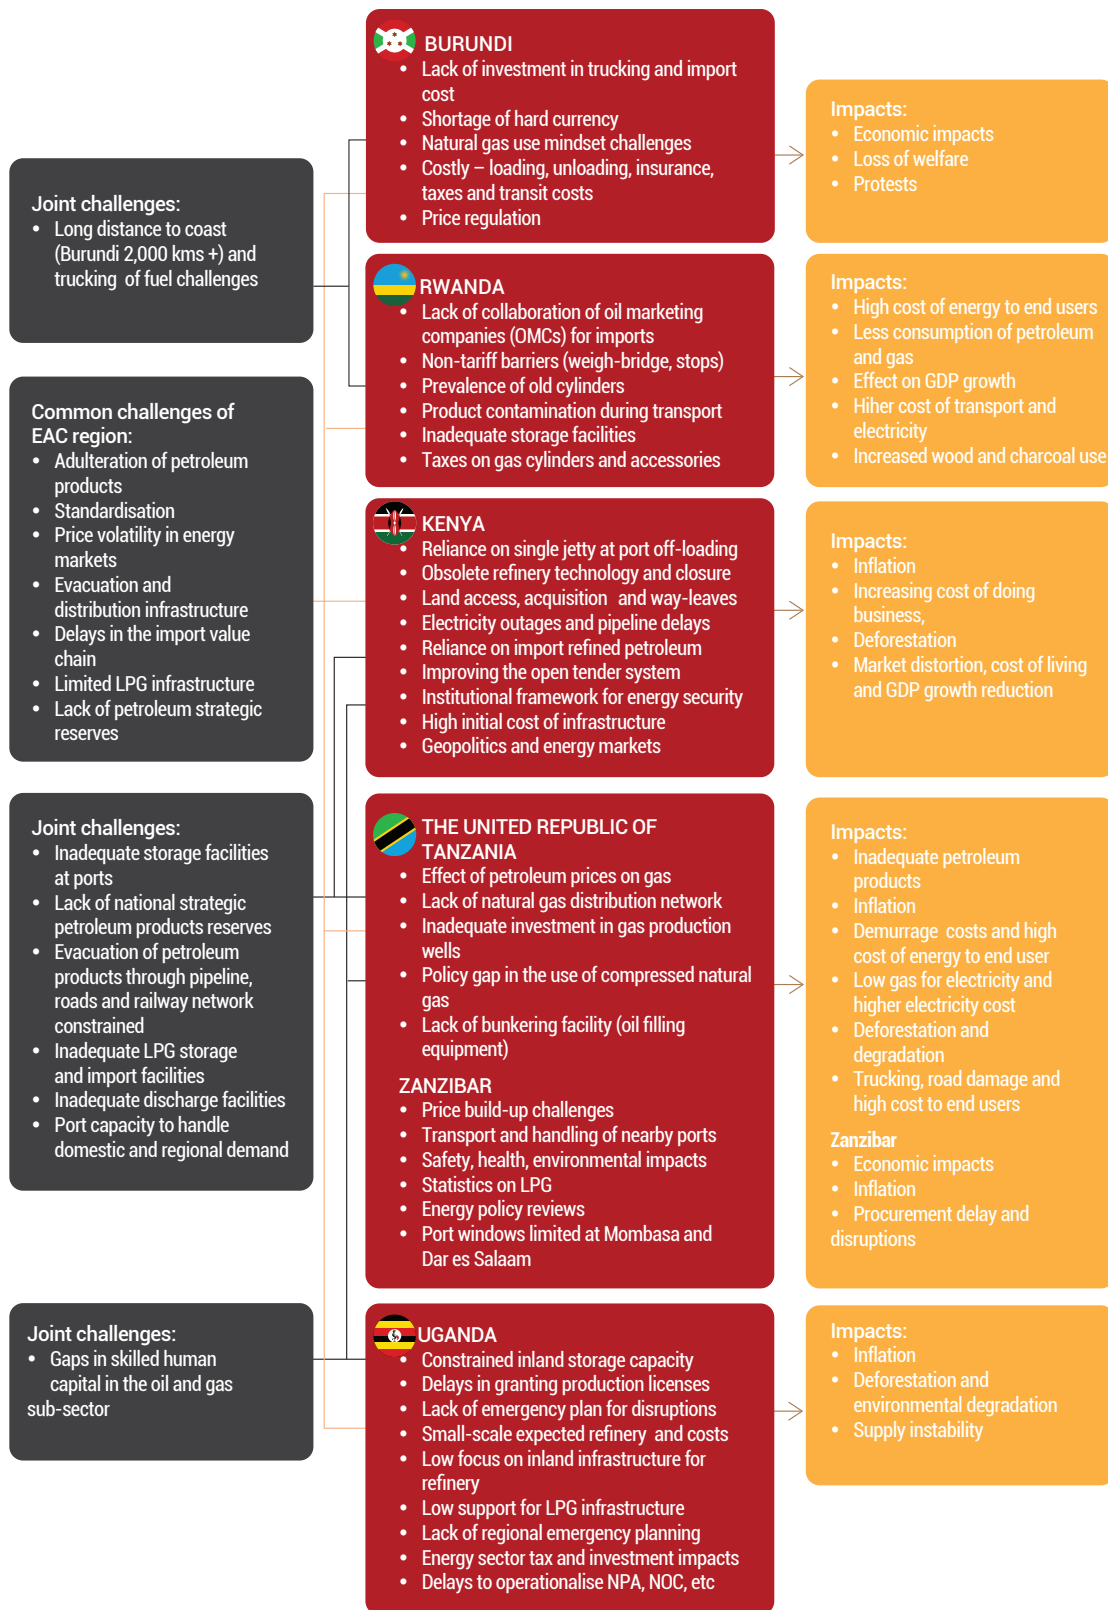 Joint challenges:
• Long distance to coast
(Burundi 2,000 kms +) and
trucking of fuel challenges
Common challenges of
EAC region:
• Adulteration of petroleum
products
• Standardisation
• Price volatility in energy
markets
• Evacuation and
distribution infrastructure
• Delays in the import value
chain
• Limited LPG infrastructure
• Lack of petroleum strategic
reserves
Joint challenges:
• Inadequate storage facilities
at ports
• Lack of national strategic
petroleum products reserves
• Evacuation of petroleum
products through pipeline,
roads and railway network
constrained
• Inadequate LPG storage
and import facilities
• Inadequate discharge facilities
• Port capacity to handle
domestic and regional demand
Joint challenges:
• Gaps in skilled human
capital in the oil and gas
sub-sector
BURUNDI
• Lack of investment in trucking and import
cost
• Shortage of hard currency
• Natural gas use mindset challenges
• Costly – loading, unloading, insurance,
taxes and transit costs
• Price regulation
RWANDA
• Lack of collaboration of oil marketing
companies (OMCs) for imports
• Non-tariff barriers (weigh-bridge, stops)
• Prevalence of old cylinders
• Product contamination during transport
• Inadequate storage facilities
• Taxes on gas cylinders and accessories
KENYA
• Reliance on single jetty at port off-loading
• Obsolete refinery technology and closure
• Land access, acquisition and way-leaves
• Electricity outages and pipeline delays
• Reliance on import refined petroleum
• Improving the open tender system
• Institutional framework for energy security
• High initial cost of infrastructure
• Geopolitics and energy markets
THE UNITED REPUBLIC OF
TANZANIA
• Effect of petroleum prices on gas
• Lack of natural gas distribution network
• Inadequate investment in gas production
wells
• Policy gap in the use of compressed natural
gas
• Lack of bunkering facility (oil filling
equipment)
ZANZIBAR
• Price build-up challenges
• Transport and handling of nearby ports
• Safety, health, environmental impacts
• Statistics on LPG
• Energy policy reviews
• Port windows limited at Mombasa and
Dar es Salaam
UGANDA
• Constrained inland storage capacity
• Delays in granting production licenses
• Lack of emergency plan for disruptions
• Small-scale expected refinery and costs
• Low focus on inland infrastructure for
refinery
• Low support for LPG infrastructure
• Lack of regional emergency planning
• Energy sector tax and investment impacts
• Delays to operationalise NPA, NOC, etc
Impacts:
• Economic impacts
• Loss of welfare
• Protests
Impacts:
• High cost of energy to end users
• Less consumption of petroleum
and gas
• Effect on GDP growth
• Hiher cost of transport and
electricity
• Increased wood and charcoal use
Impacts:
• Inflation
• Increasing cost of doing
business,
• Deforestation
• Market distortion, cost of living
and GDP growth reduction
Impacts:
• Inadequate petroleum
products
• Inflation
• Demurrage costs and high
cost of energy to end user
• Low gas for electricity and
higher electricity cost
• Deforestation and
degradation
• Trucking, road damage and
high cost to end users
Zanzibar
• Economic impacts
• Inflation
• Procurement delay and
disruptions
Impacts:
• Inflation
• Deforestation and
environmental degradation
• Supply instability